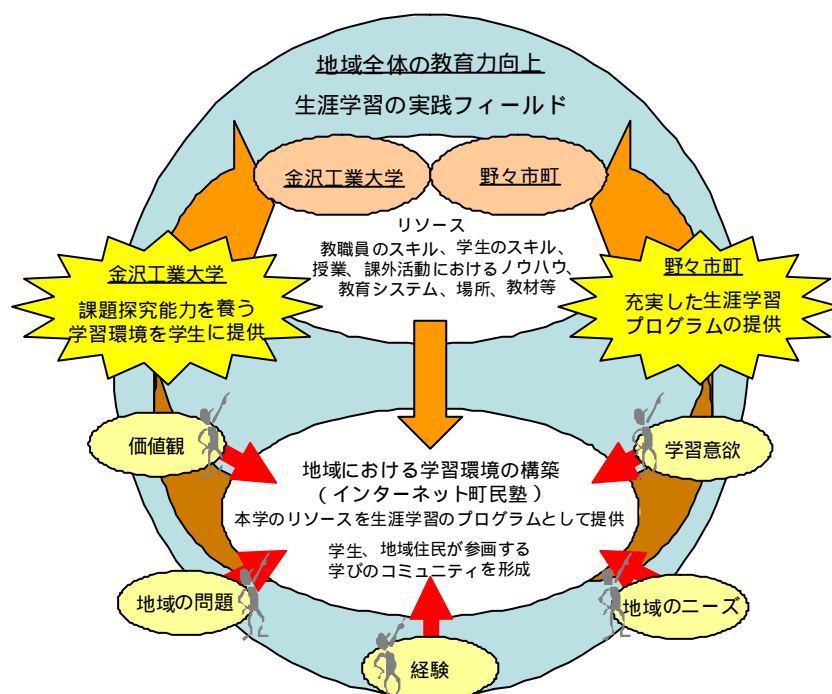 地域全体の教育力向上
生涯学習の実践フィールド
金沢工業大学
野々市町
リソース
教職員のスキル、学生のスキル、
授業、課外活動におけるノウハウ、
教育システム、場所、教材等
金沢工業大学
課題探究能力を養う
学習環境を学生に提供
野々市町
充実した生涯学習
プログラムの提供
価値観
学習意欲
地域における学習環境の構築
(インターネット町民塾)
本学のリソースを生涯学習のプログラムとして提供
学生、地域住民が参画する
学びのコミュニティを形成
地域の問題
地域のニーズ
経験